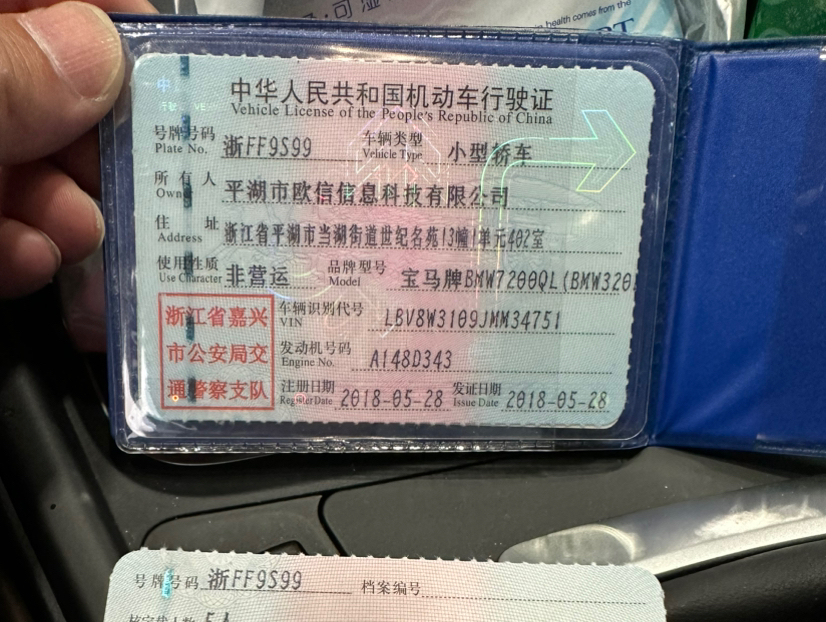 health comes from the
中华人民共和国机动车行驶证
Vehicle License of the People's Republic of China
号牌号码 浙FF9S99 车辆类型 小型轿车
Plate No. Vehicle Type
所有人 平湖市欧信信息科技有限公司
Owner
住址 浙江省平湖市当湖街道世纪名苑13幢1单元402室
Address
使用性质 非营运 品牌型号 宝马牌BMW7200QL(BMW320
Use Character Model
浙江省嘉兴
市公安局交
通警察支队
车辆识别代号 LBV8W3109JMM34751
VIN
发动机号码 A148D343
Engine No.
注册日期 2018-05-28 发证日期 2018-05-28
Register Date Issue Date
号牌号码 浙FF9S99 档案编号